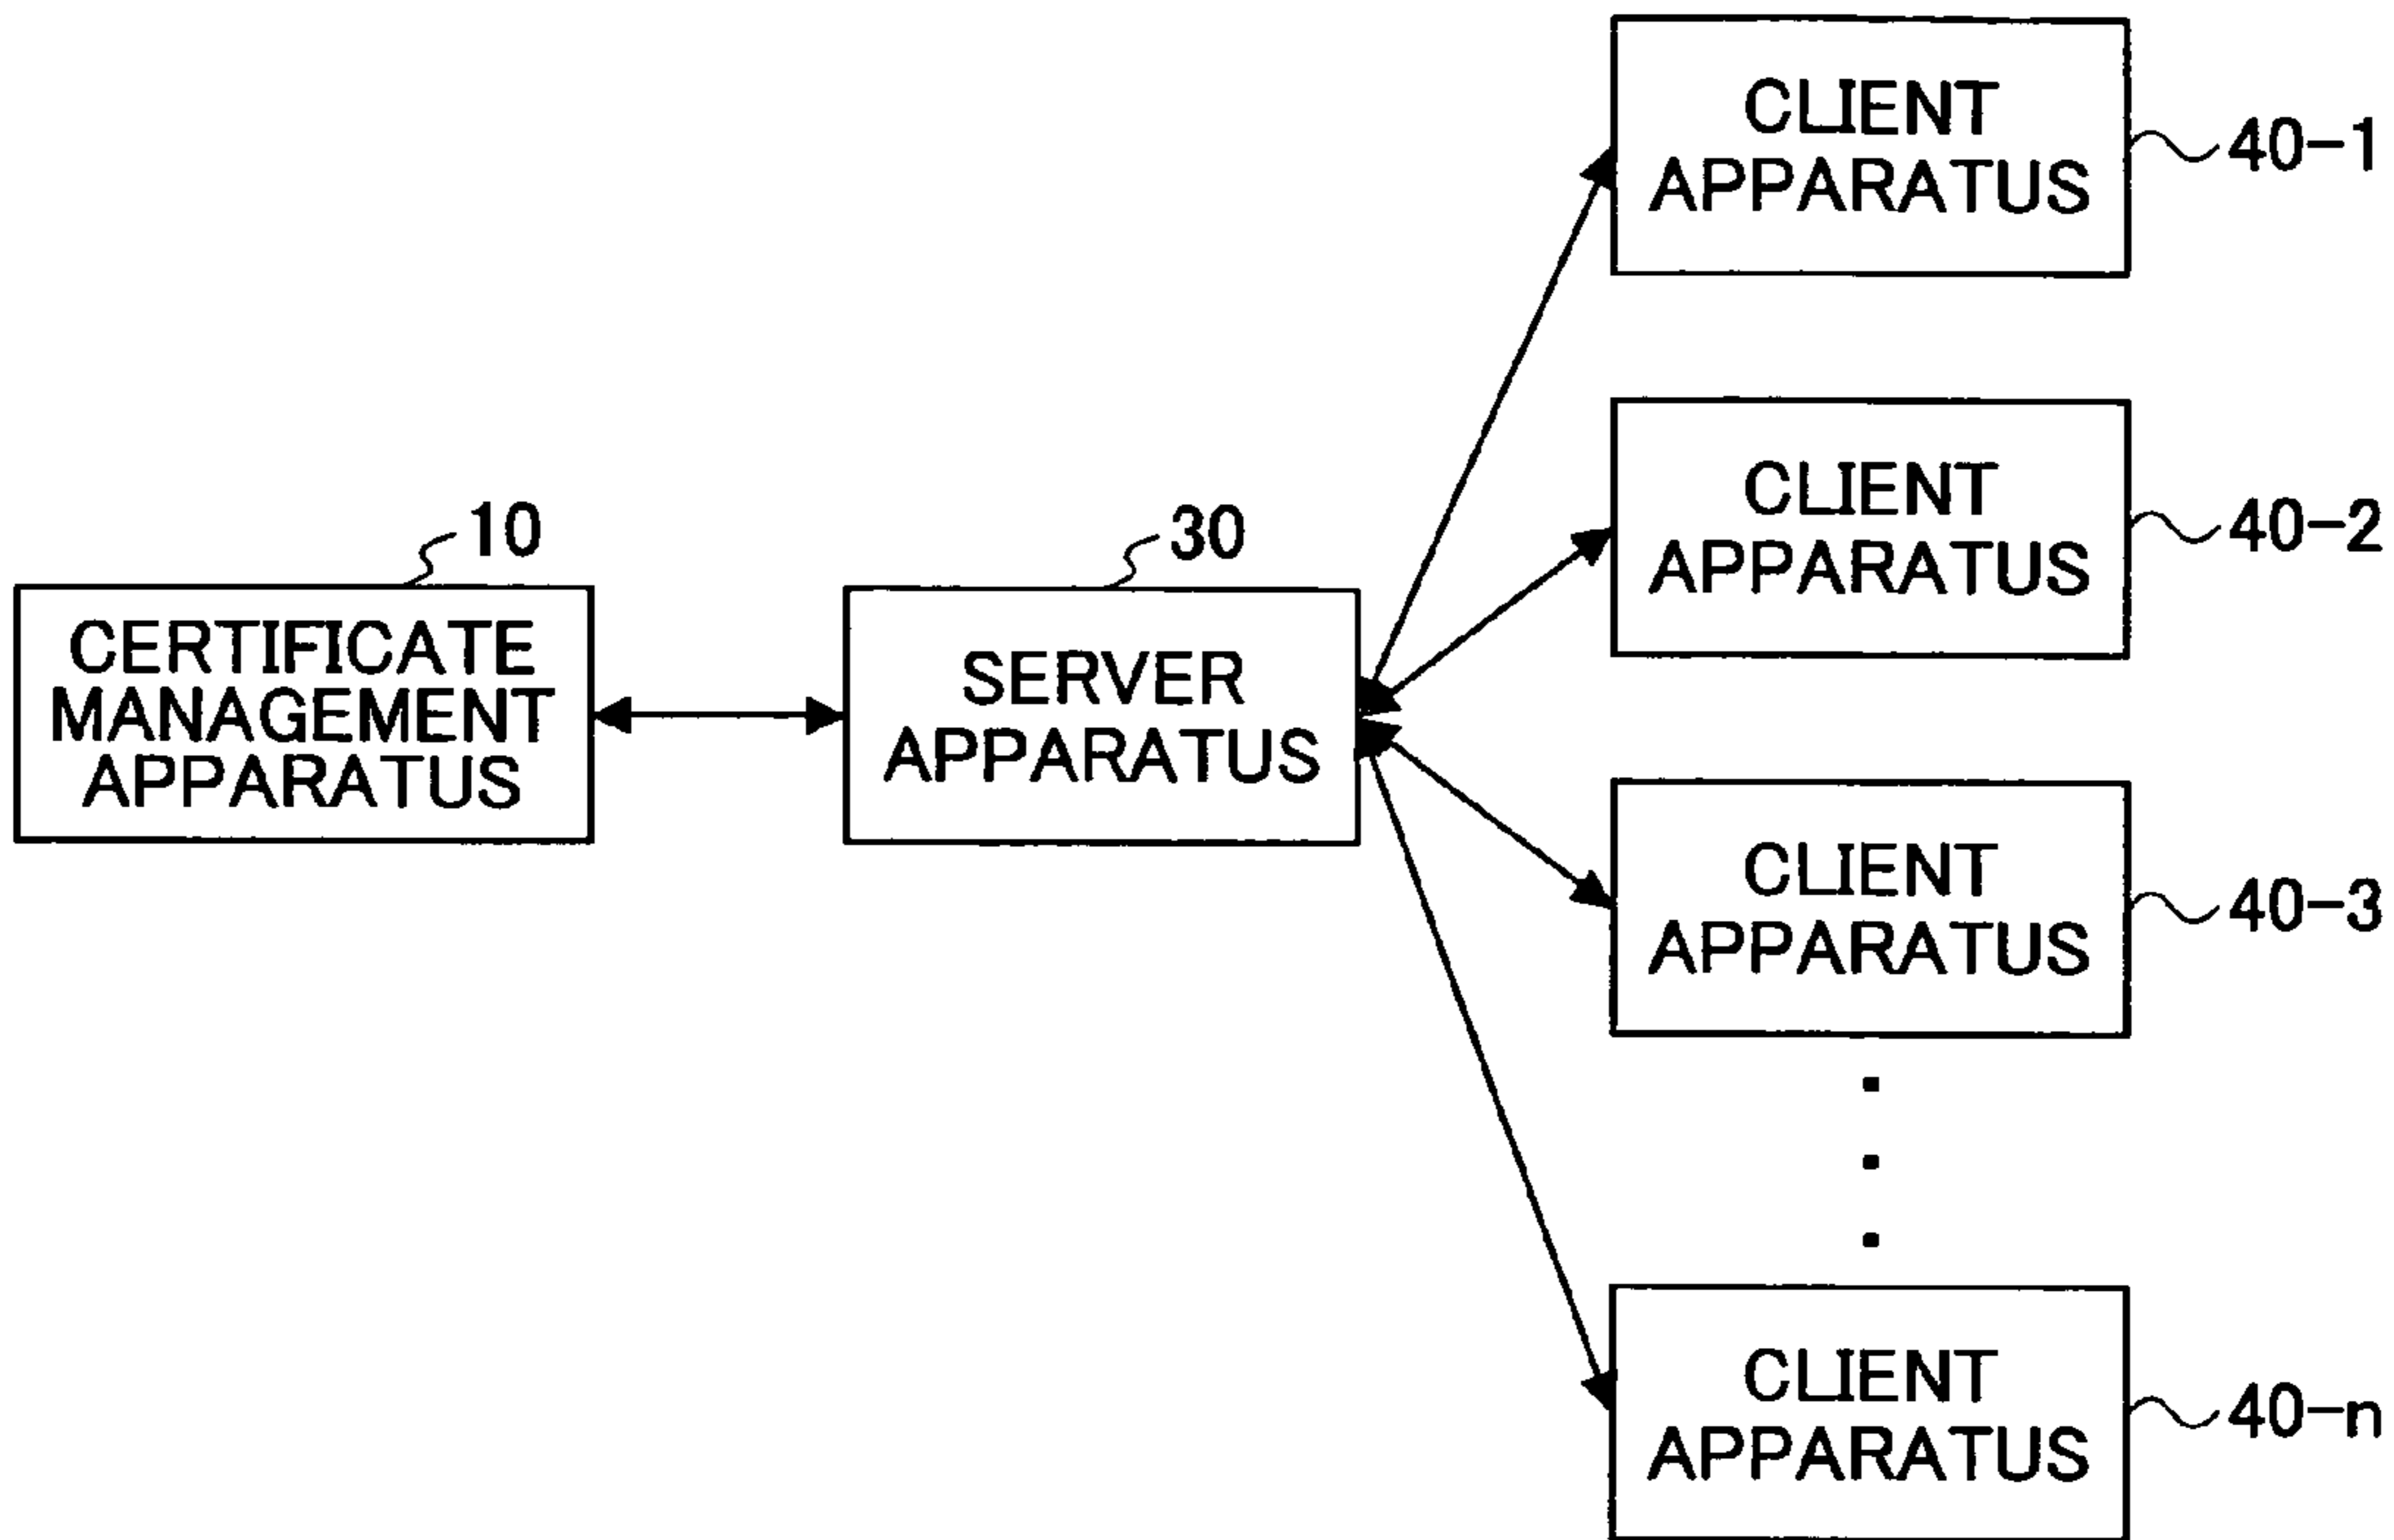 10
CERTIFICATE
MANAGEMENT
APPARATUS
30
SERVER
APPARATUS
CLIENT
APPARATUS
40-1
CLIENT
APPARATUS
40-2
CLIENT
APPARATUS
40-3
CLIENT
APPARATUS
40-n